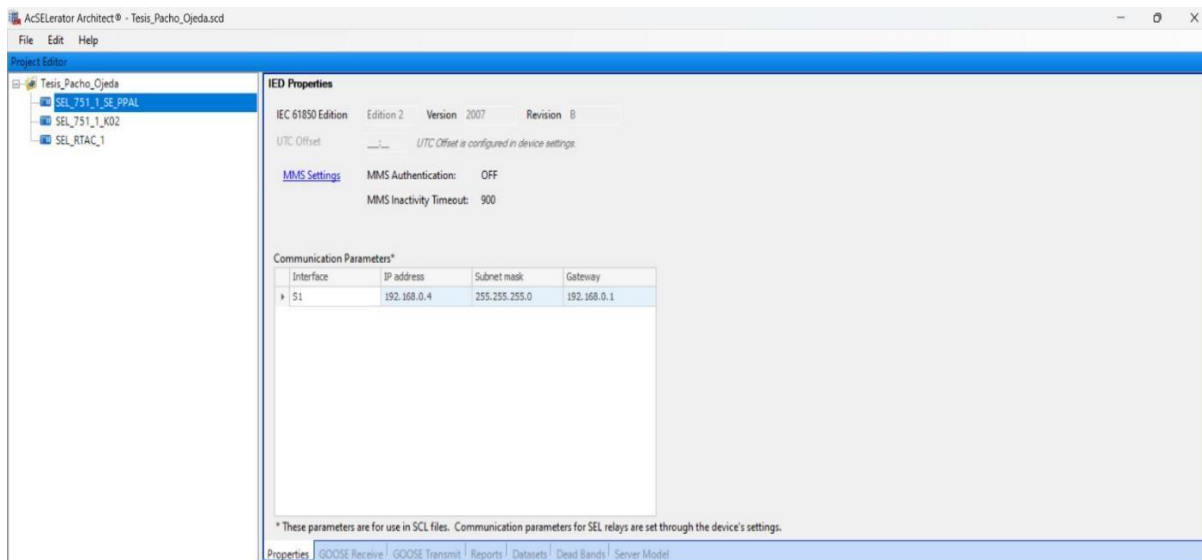 AcSELerator Architect® - Tesis_Pacho_Ojeda.scd
File Edit Help
Project Editor
Tesis_Pacho_Ojeda
SEL_751_1_SE_PPAL
SEL_751_1_K02
SEL_RTAC_1
IED Properties
IEC 61850 Edition Edition 2 Version 2007 Revision B
UTC Offset __:__ UTC Offset is configured in device settings.
MMS Settings MMS Authentication: OFF
MMS Inactivity Timeout: 900
Communication Parameters*
Interface IP address Subnet mask Gateway
S1 192.168.0.4 255.255.255.0 192.168.0.1
* These parameters are for use in SCL files. Communication parameters for SEL relays are set through the device's settings.
Properties GOOSE Receive GOOSE Transmit Reports Datasets Dead Bands Server Model